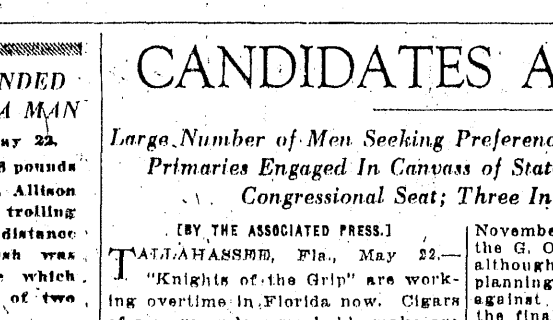 NDED
A MAN
ay 22.
pounds
Allison
trolling
distance
sh was
which
of two
CANDIDATES A
Large Number of Men Seeking Preferenc
Primaries Engaged In Canvass of Stat
Congressional Seat; Three In
[BY THE ASSOCIATED PRESS.]
TALLAHASSEE, Fla., May 22.—
"Knights of the Grip" are work-
ing overtime in Florida now. Cigars
Novembe
the G. O
although
planning
against
the fina